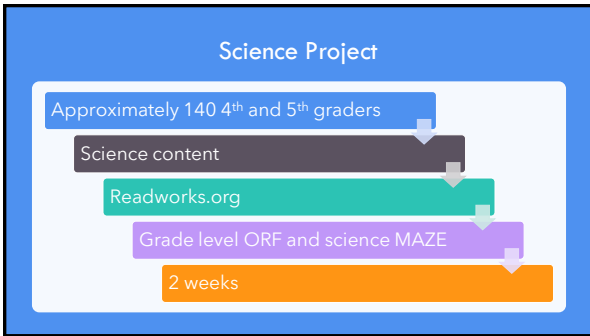 Science Project
Approximately 140 4th and 5th graders
Science content
Readworks.org
Grade level ORF and science MAZE
2 weeks